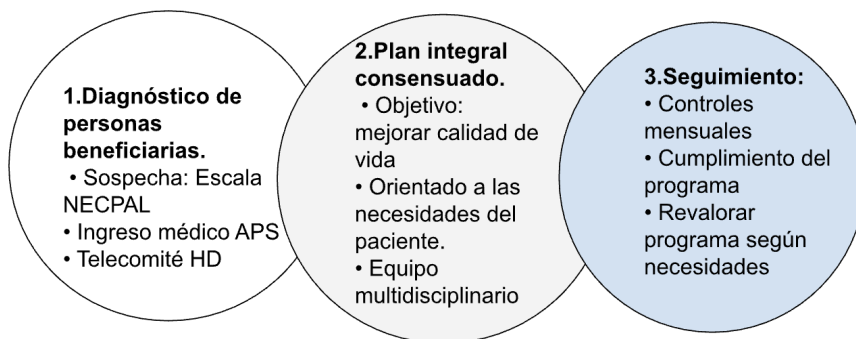 1.Diagnóstico de
personas
beneficiarias.
• Sospecha: Escala
NECPAL
• Ingreso médico APS
• Telecomité HD
2.Plan integral
consensuado.
• Objetivo:
mejorar calidad de
vida
• Orientado a las
necesidades del
paciente.
• Equipo
multidisciplinario
3.Seguimiento:
• Controles
mensuales
• Cumplimiento del
programa
• Revalorar
programa según
necesidades